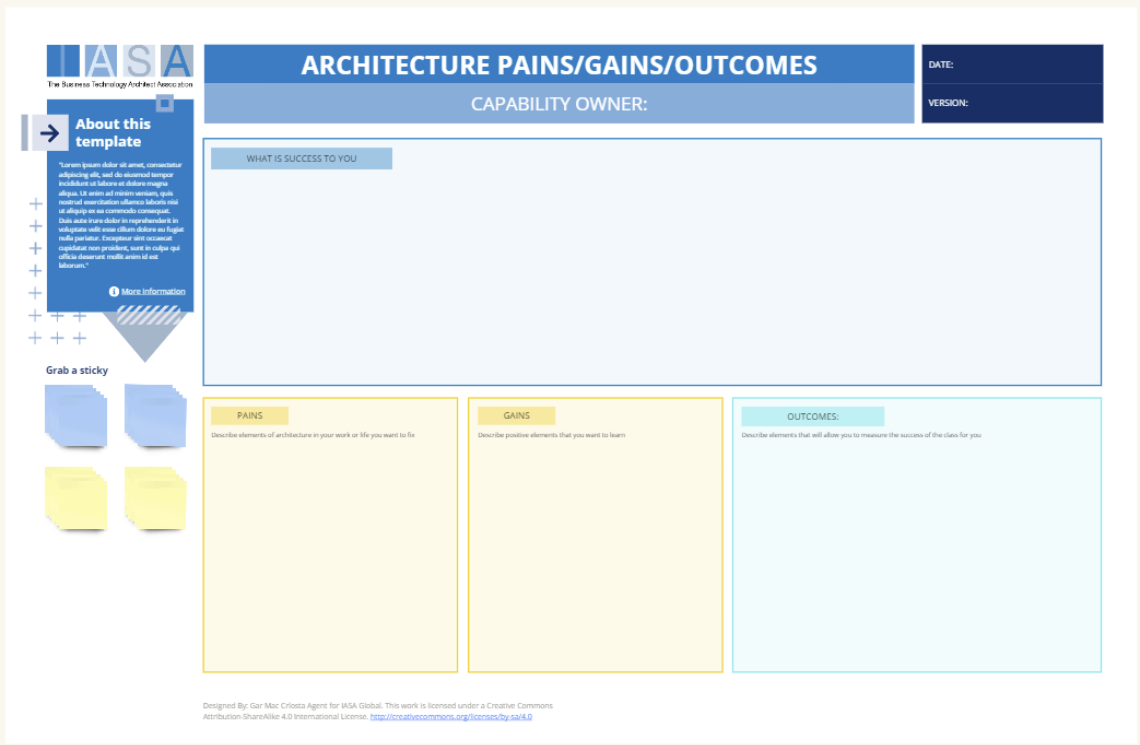 IASA
The Business Technology Architect Association
ARCHITECTURE PAINS/GAINS/OUTCOMES
CAPABILITY OWNER:
DATE:
VERSION:
About this
template
"Lorem ipsum dolor sit amet, consectetur
adipiscing elit, sed do eiusmod tempor
incididunt ut labore et dolore magna
aliqua. Ut enim ad minim veniam, quis
nostrud exercitation ullamco laboris nisi
ut aliquip ex ea commodo consequat.
Duis aute irure dolor in reprehenderit in
voluptate velit esse cillum dolore eu fugiat
nulla pariatur. Excepteur sint occaecat
cupidatat non proident, sunt in culpa qui
officia deserunt mollit anim id est
laborum."
More information
Grab a sticky
WHAT IS SUCCESS TO YOU
PAINS
Describe elements of architecture in your work or life you want to fix
GAINS
Describe positive elements that you want to learn
OUTCOMES:
Describe elements that will allow you to measure the success of the class for you
Designed By: Gar Mac Críosta Agent for IASA Global. This work is licensed under a Creative Commons
Attribution-ShareAlike 4.0 International License. http://creativecommons.org/licenses/by-sa/4.0